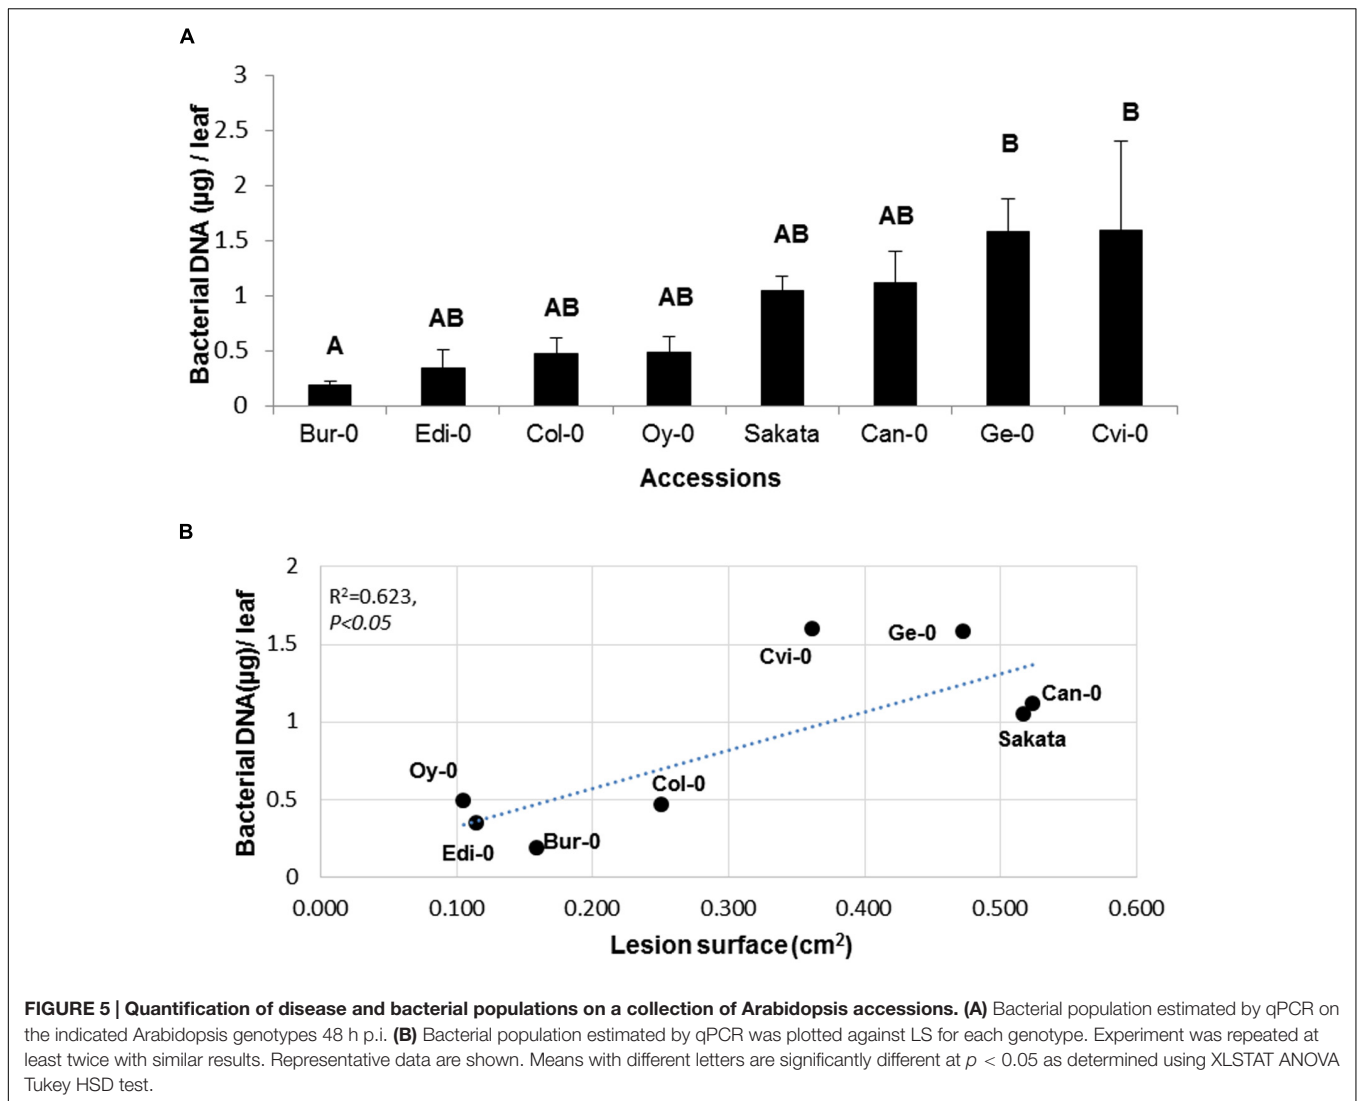 A
3
2.5
2
1.5
1
0.5
0
Bacterial DNA (µg) / leaf
A
AB
AB
AB
AB
AB
B
B
Bur-0 Edi-0 Col-0 Oy-0 Sakata Can-0 Ge-0 Cvi-0
Accessions
B
2
1.5
1
0.5
0
Bacterial DNA(µg)/ leaf
R²=0.623,
P<0.05
Cvi-0
Ge-0
Can-0
Sakata
Oy-0
Col-0
Edi-0
Bur-0
0.000 0.100 0.200 0.300 0.400 0.500 0.600
Lesion surface (cm²)
FIGURE 5 | Quantification of disease and bacterial populations on a collection of Arabidopsis accessions. (A) Bacterial population estimated by qPCR on
the indicated Arabidopsis genotypes 48 h p.i. (B) Bacterial population estimated by qPCR was plotted against LS for each genotype. Experiment was repeated at
least twice with similar results. Representative data are shown. Means with different letters are significantly different at p < 0.05 as determined using XLSTAT ANOVA
Tukey HSD test.